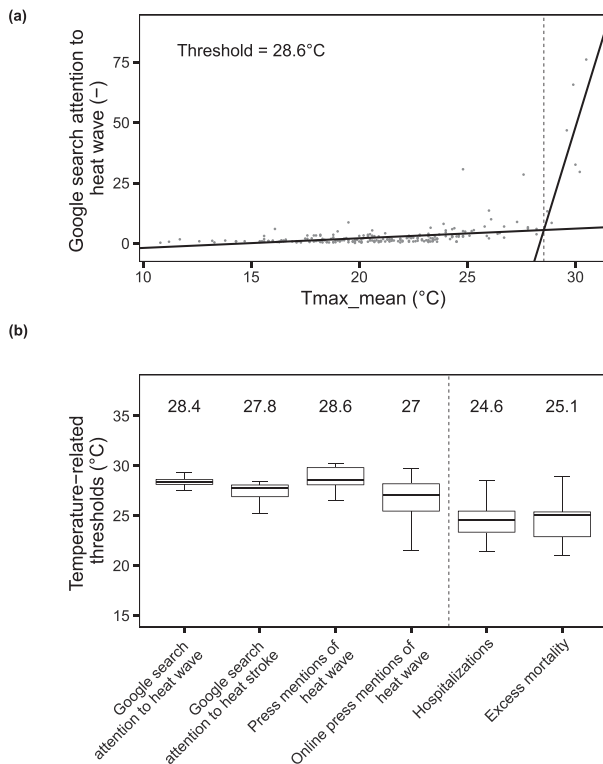 (a)
Google search attention to
heat wave (−)
Threshold = 28.6°C
75
50
25
0
10
15
20
25
30
Tmax_mean (°C)
(b)
Temperature−related
thresholds (°C)
28.4
27.8
28.6
27
24.6
25.1
35
30
25
20
15
Google search
attention to heat wave
Google search
attention to heat stroke
Press mentions of
heat wave
Online press mentions of
heat wave
Hospitalizations
Excess mortality